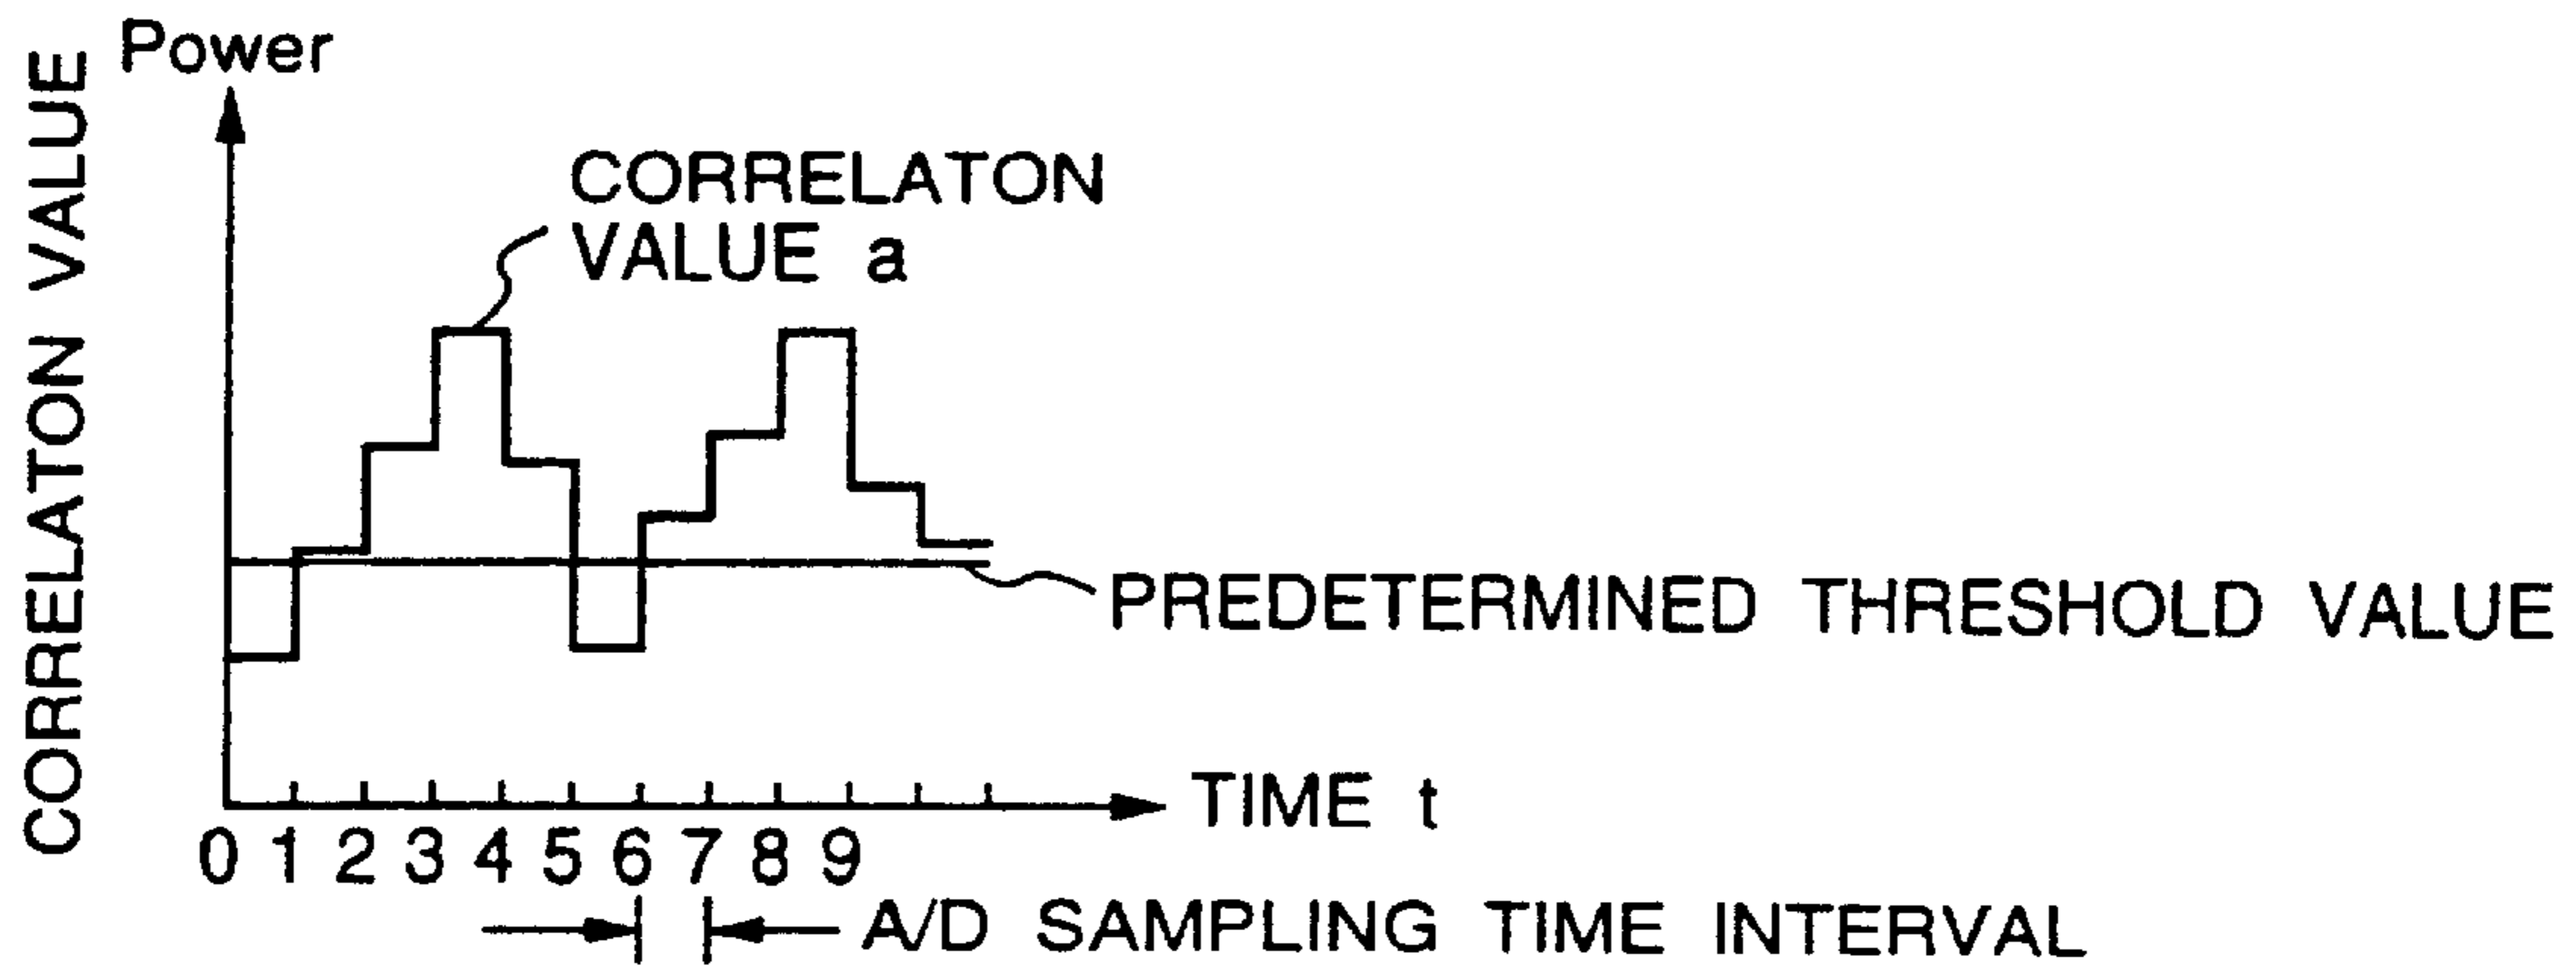 Power
CORRELATON VALUE
CORRELATON
VALUE a
PREDETERMINED THRESHOLD VALUE
TIME t
0 1 2 3 4 5 6 7 8 9
A/D SAMPLING TIME INTERVAL